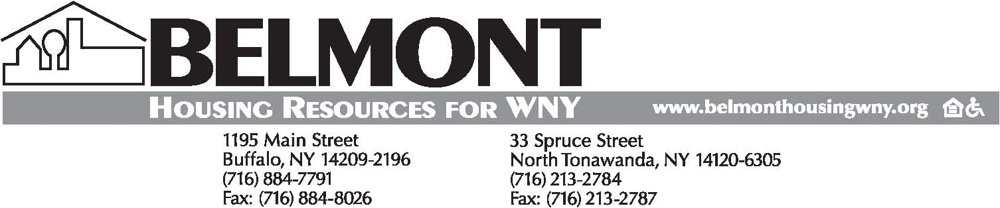 BELMONT
HOUSING RESOURCES FOR WNY www.belmonthousingwny.org
1195 Main Street
Buffalo, NY 14209-2196
(716) 884-7791
Fax: (716) 884-8026
33 Spruce Street
North Tonawanda, NY 14120-6305
(716) 213-2784
Fax: (716) 213-2787